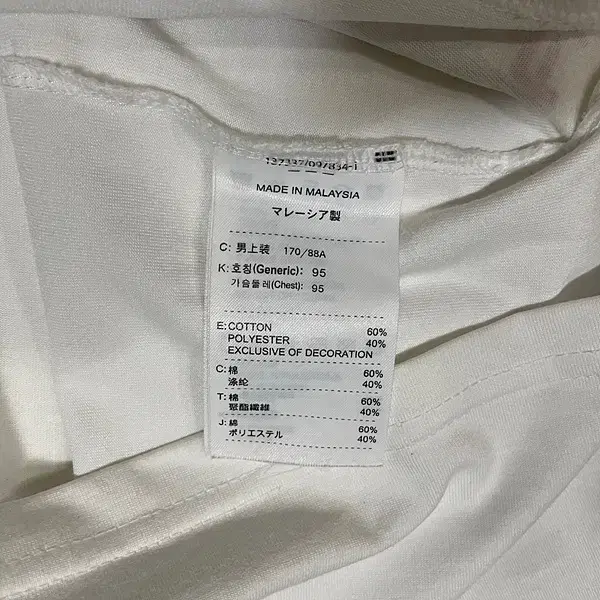 MADE IN MALAYSIA
マレーシア製
C: 男上装 170/88A
K: 호칭(Generic): 95
가슴둘레(Chest): 95
E: COTTON 60%
POLYESTER 40%
EXCLUSIVE OF DECORATION
C: 棉 60%
涤纶 40%
T: 棉 60%
聚酯纖維 40%
J: 綿 60%
ポリエステル 40%